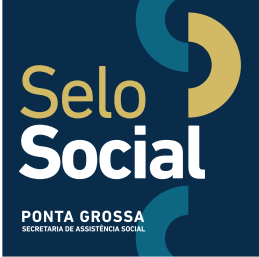 Selo
Social
PONTA GROSSA
SECRETARIA DE ASSISTÊNCIA SOCIAL